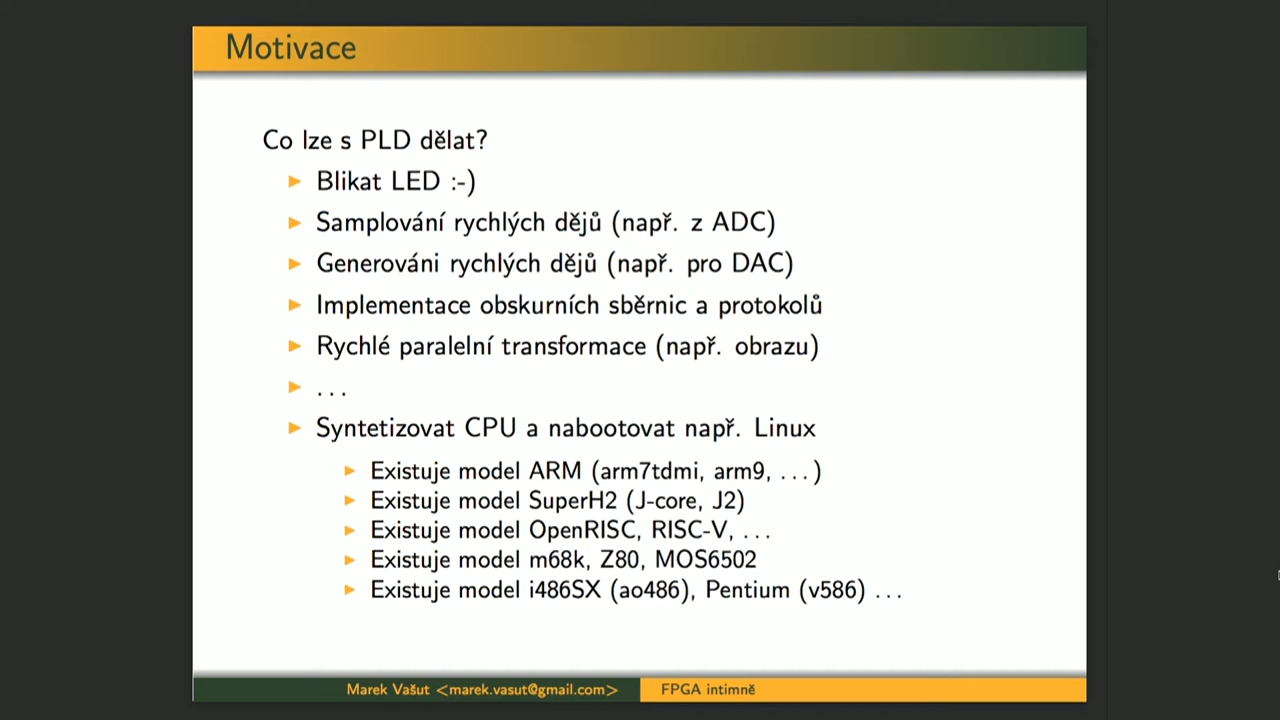 Motivace
Co lze s PLD dělat?
Blikat LED :-)
Samplování rychlých dějů (např. z ADC)
Generováni rychlých dějů (např. pro DAC)
Implementace obskurních sběrnic a protokolů
Rychlé paralelní transformace (např. obrazu)
...
Syntetizovat CPU a nabootovat např. Linux
Existuje model ARM (arm7tdmi, arm9, ...)
Existuje model SuperH2 (J-core, J2)
Existuje model OpenRISC, RISC-V, ...
Existuje model m68k, Z80, MOS6502
Existuje model i486SX (ao486), Pentium (v586) ...
Marek Vašut <marek.vasut@gmail.com>
FPGA intimně